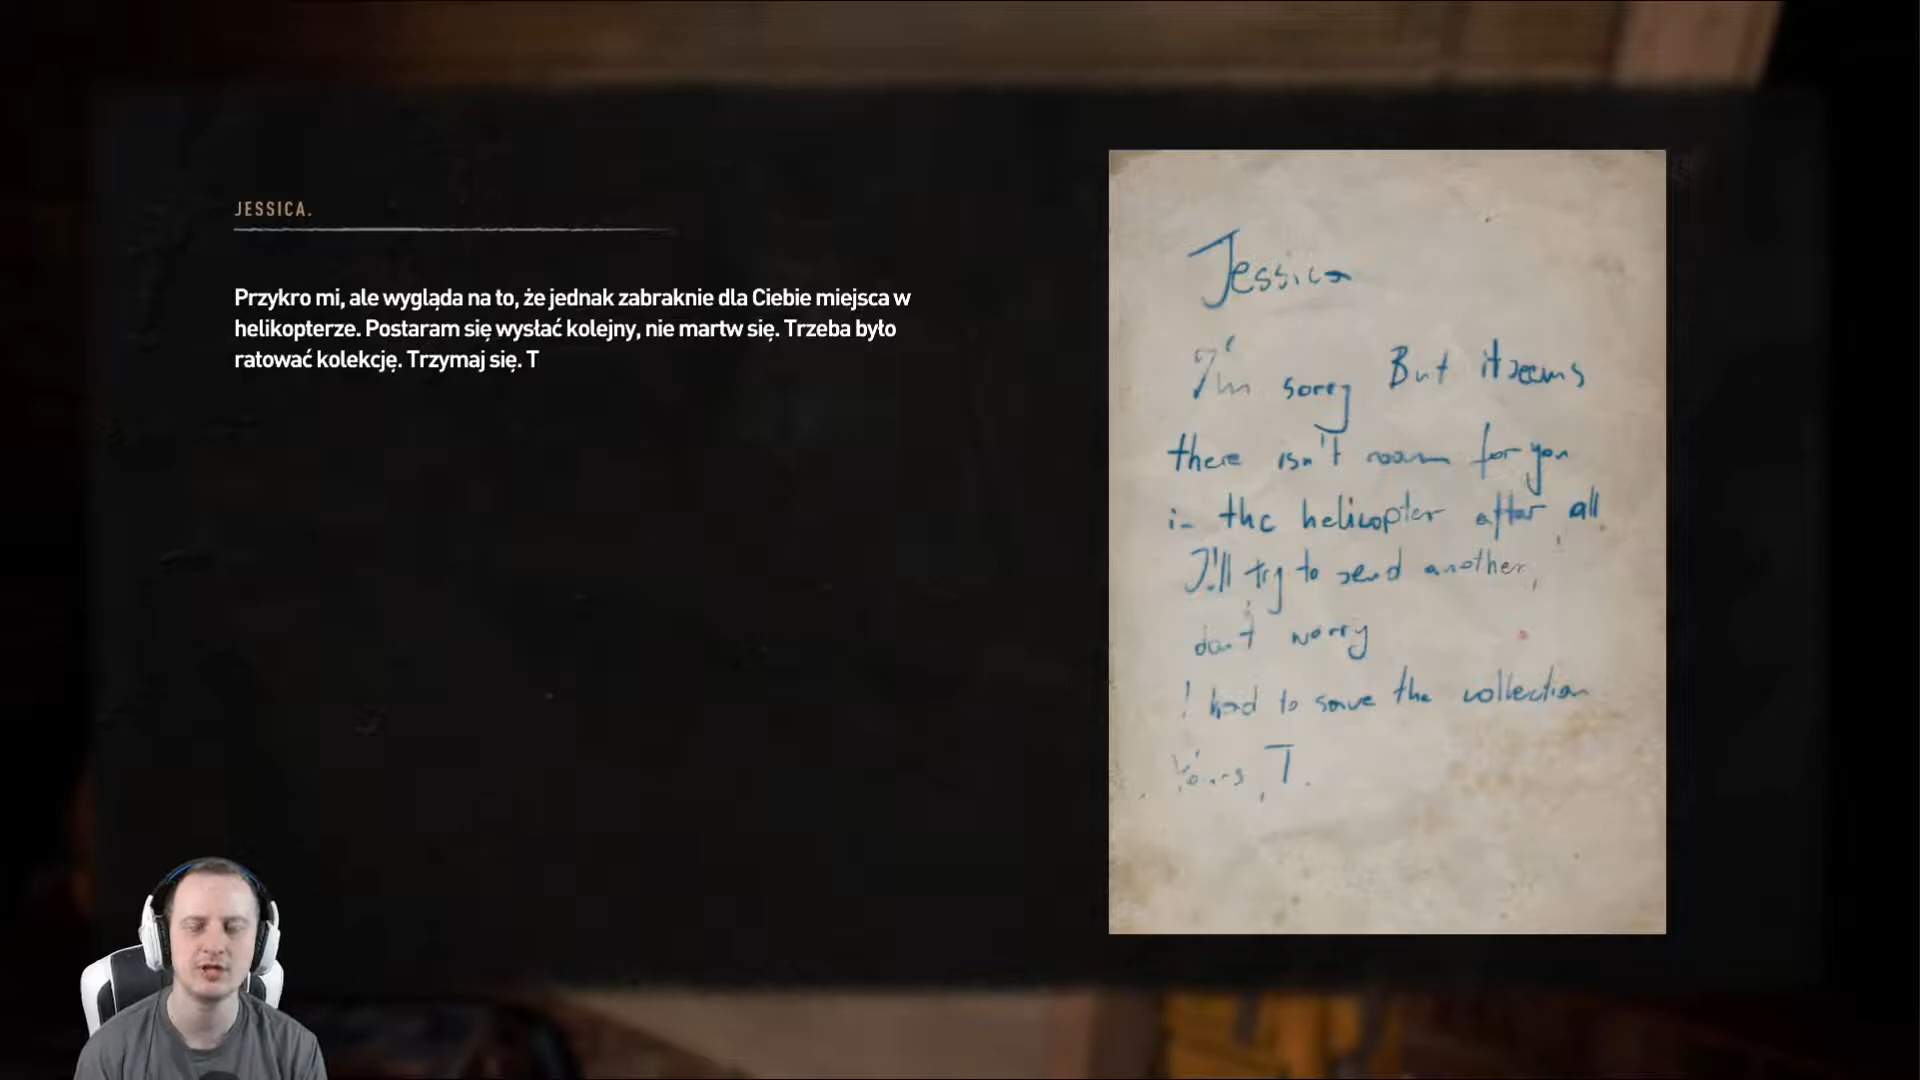 JESSICA.
Przykro mi, ale wygląda na to, że jednak zabraknie dla Ciebie miejsca w
helikopterze. Postaram się wysłać kolejny, nie martw się. Trzeba było
ratować kolekcję. Trzymaj się. T
Jessica
I'm sorry But it seems
there isn't room for you
in the helicopter after all
I'll try to send another,
don't worry
I had to save the collection
Yours, T.